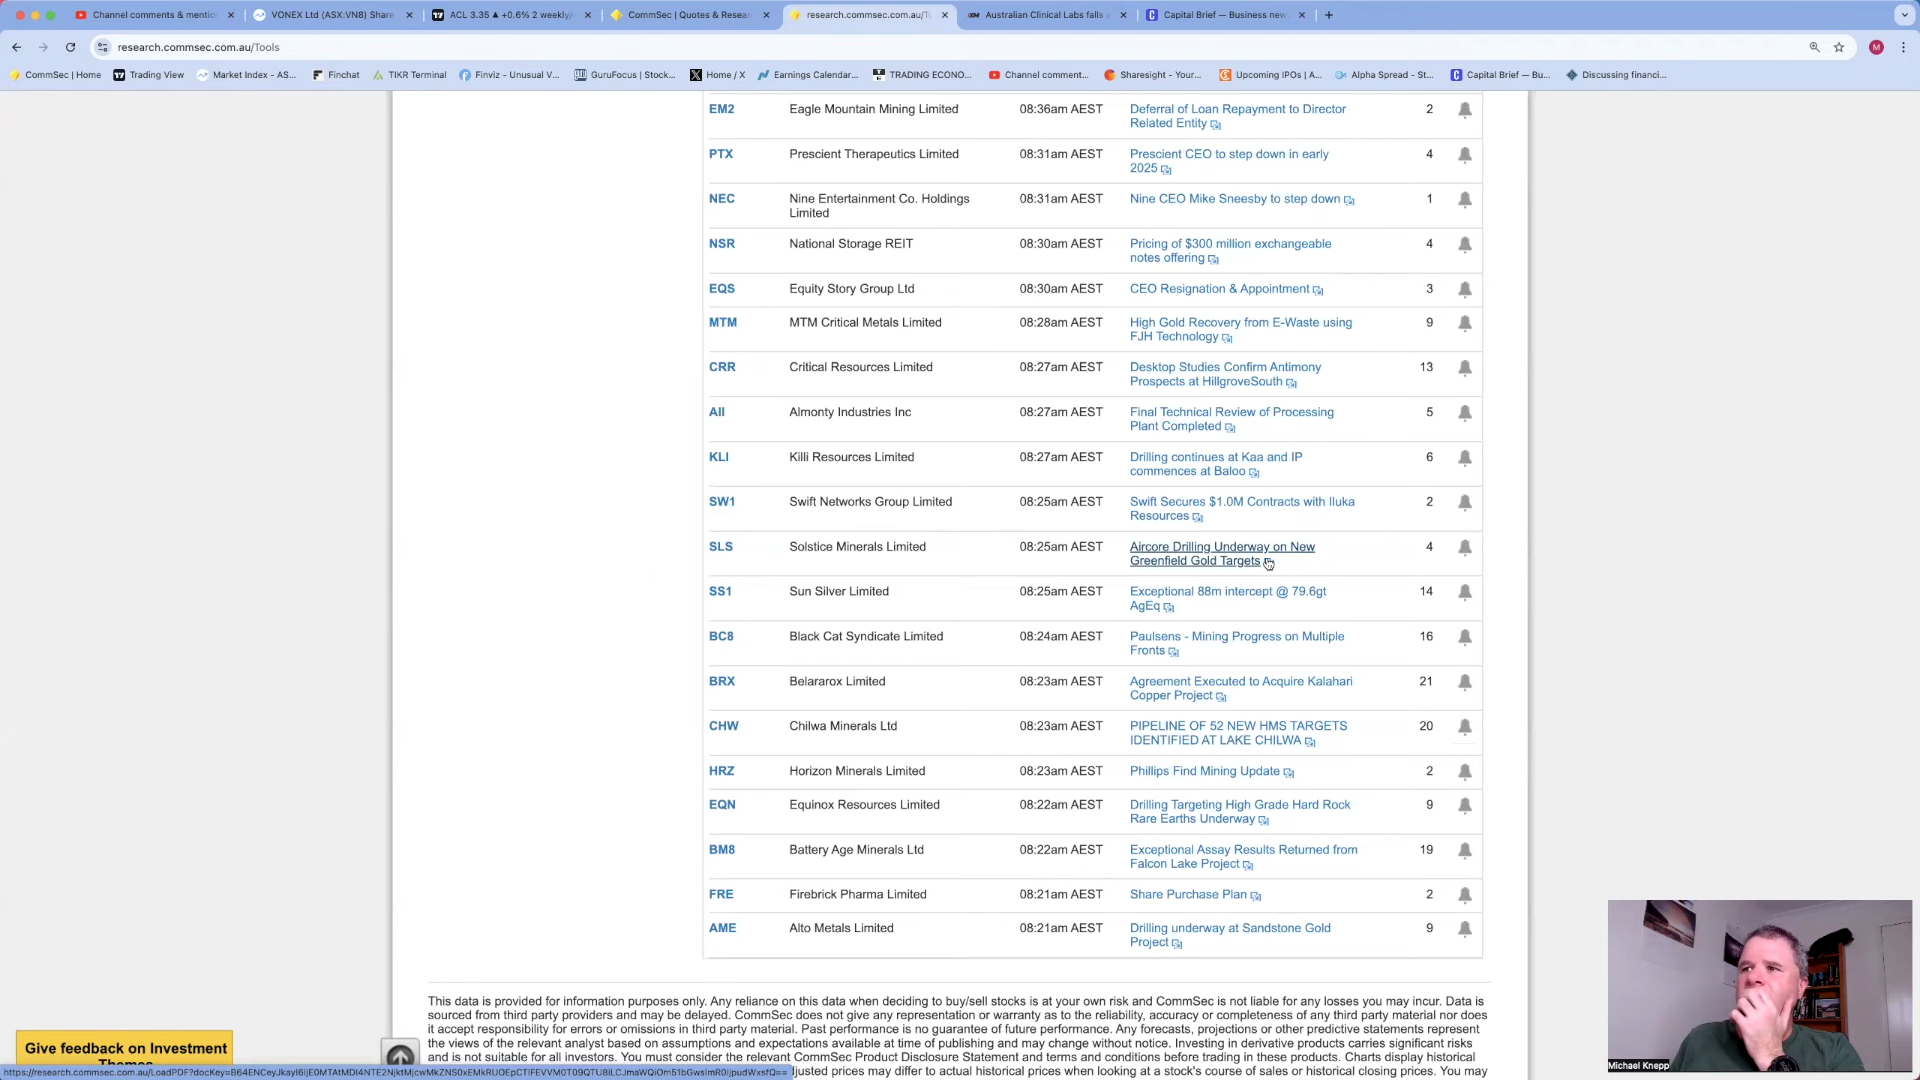 Channel comments & mentio
VONEX Ltd (ASX:VN8) Share
ACL 3.35 ▲ +0.6% 2 weekly
CommSec | Quotes & Resear
research.commsec.com.au/T
Australian Clinical Labs falls
Capital Brief — Business new
research.commsec.com.au/Tools
M
CommSec | Home
Trading View
Market Index - AS...
Finchat
TIKR Terminal
Finviz - Unusual V...
GuruFocus | Stock...
Home / X
Earnings Calendar...
TRADING ECONO...
Channel comment...
Sharesight - Your...
Upcoming IPOs | A...
Alpha Spread - St...
Capital Brief — Bu...
Discussing financi...
EM2 Eagle Mountain Mining Limited 08:36am AEST Deferral of Loan Repayment to Director 2
Related Entity
PTX Prescient Therapeutics Limited 08:31am AEST Prescient CEO to step down in early 4
2025
NEC Nine Entertainment Co. Holdings 08:31am AEST Nine CEO Mike Sneesby to step down 1
Limited
NSR National Storage REIT 08:30am AEST Pricing of $300 million exchangeable 4
notes offering
EQS Equity Story Group Ltd 08:30am AEST CEO Resignation & Appointment 3
MTM MTM Critical Metals Limited 08:28am AEST High Gold Recovery from E-Waste using 9
FJH Technology
CRR Critical Resources Limited 08:27am AEST Desktop Studies Confirm Antimony 13
Prospects at HillgroveSouth
AII Almonty Industries Inc 08:27am AEST Final Technical Review of Processing 5
Plant Completed
KLI Killi Resources Limited 08:27am AEST Drilling continues at Kaa and IP 6
commences at Baloo
SW1 Swift Networks Group Limited 08:25am AEST Swift Secures $1.0M Contracts with Iluka 2
Resources
SLS Solstice Minerals Limited 08:25am AEST Aircore Drilling Underway on New 4
Greenfield Gold Targets
SS1 Sun Silver Limited 08:25am AEST Exceptional 88m intercept @ 79.6gt 14
AgEq
BC8 Black Cat Syndicate Limited 08:24am AEST Paulsens - Mining Progress on Multiple 16
Fronts
BRX Belararox Limited 08:23am AEST Agreement Executed to Acquire Kalahari 21
Copper Project
CHW Chilwa Minerals Ltd 08:23am AEST PIPELINE OF 52 NEW HMS TARGETS 20
IDENTIFIED AT LAKE CHILWA
HRZ Horizon Minerals Limited 08:23am AEST Phillips Find Mining Update 2
EQN Equinox Resources Limited 08:22am AEST Drilling Targeting High Grade Hard Rock 9
Rare Earths Underway
BM8 Battery Age Minerals Ltd 08:22am AEST Exceptional Assay Results Returned from 19
Falcon Lake Project
FRE Firebrick Pharma Limited 08:21am AEST Share Purchase Plan 2
AME Alto Metals Limited 08:21am AEST Drilling underway at Sandstone Gold 9
Project
This data is provided for information purposes only. Any reliance on this data when deciding to buy/sell stocks is at your own risk and CommSec is not liable for any losses you may incur. Data is
sourced from third party providers and may be delayed. CommSec does not give any representation or warranty as to the reliability, accuracy or completeness of any third party material nor does
it accept responsibility for errors or omissions in third party material. Past performance is no guarantee of future performance. Any forecasts, projections or other predictive statements represent
the views of the relevant analyst based on assumptions and expectations available at time of publishing and may change without notice. Investing in derivative products carries significant risks
and is not suitable for all investors. You must consider the relevant CommSec Product Disclosure Statement and terms and conditions before trading in these products. Charts display historical
adjusted prices may differ to actual historical prices when looking at a stock's course of sales or historical closing prices. You may
Give feedback on Investment
Themes
Michael Knepp